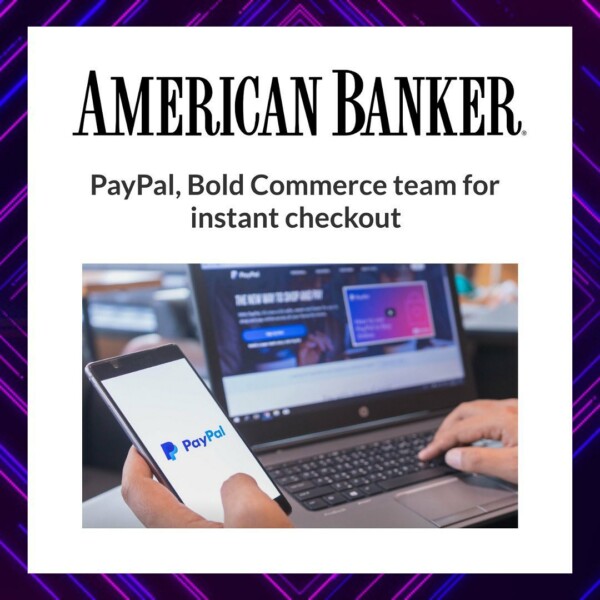 AMERICAN BANKER®
PayPal, Bold Commerce team for
instant checkout
PayPal
THE NEW WAY TO SHOP AND PAY
PayPal